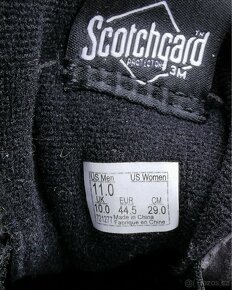 Scotchgard™
PROTECTOR
3M
US Men US Women
11.0
UK EUR CM
10.0 44.5 29.0
Made in China
Fabriqué en Chine